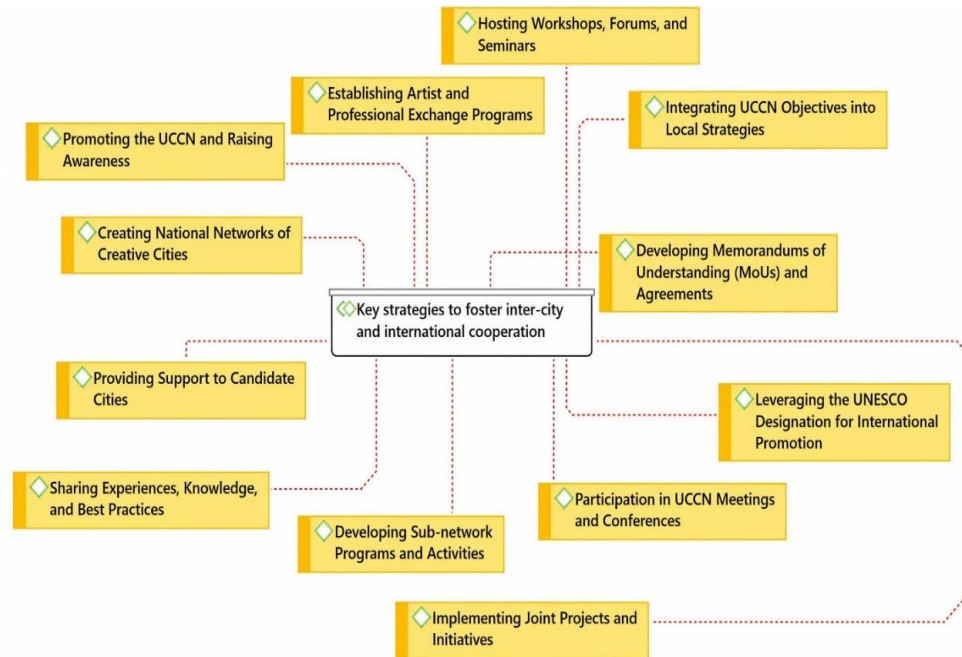 Hosting Workshops, Forums, and
Seminars
Establishing Artist and
Professional Exchange Programs
Integrating UCCN Objectives into
Local Strategies
Promoting the UCCN and Raising
Awareness
Creating National Networks of
Creative Cities
Developing Memorandums of
Understanding (MoUs) and
Agreements
Key strategies to foster inter-city
and international cooperation
Providing Support to Candidate
Cities
Leveraging the UNESCO
Designation for International
Promotion
Sharing Experiences, Knowledge,
and Best Practices
Participation in UCCN Meetings
and Conferences
Developing Sub-network
Programs and Activities
Implementing Joint Projects and
Initiatives